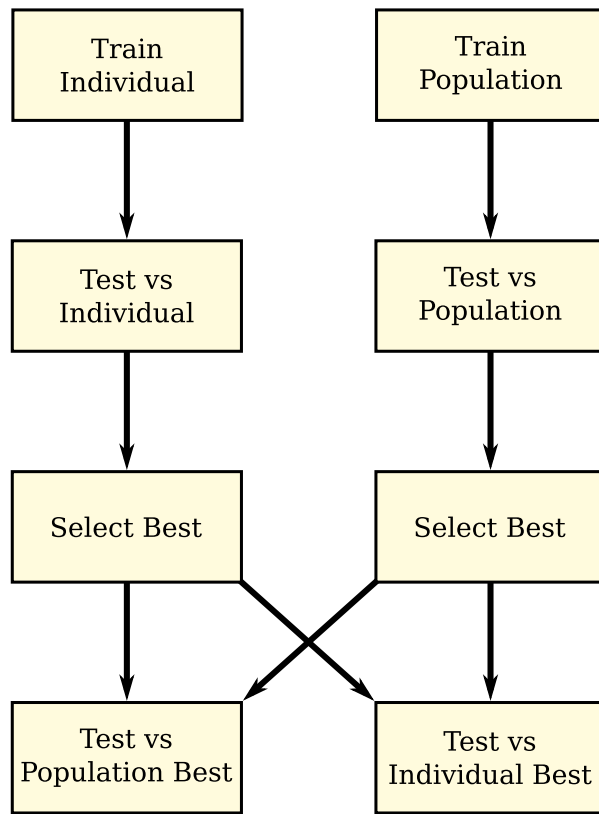 Train
Individual
Train
Population
Test vs
Individual
Test vs
Population
Select Best
Select Best
Test vs
Population Best
Test vs
Individual Best